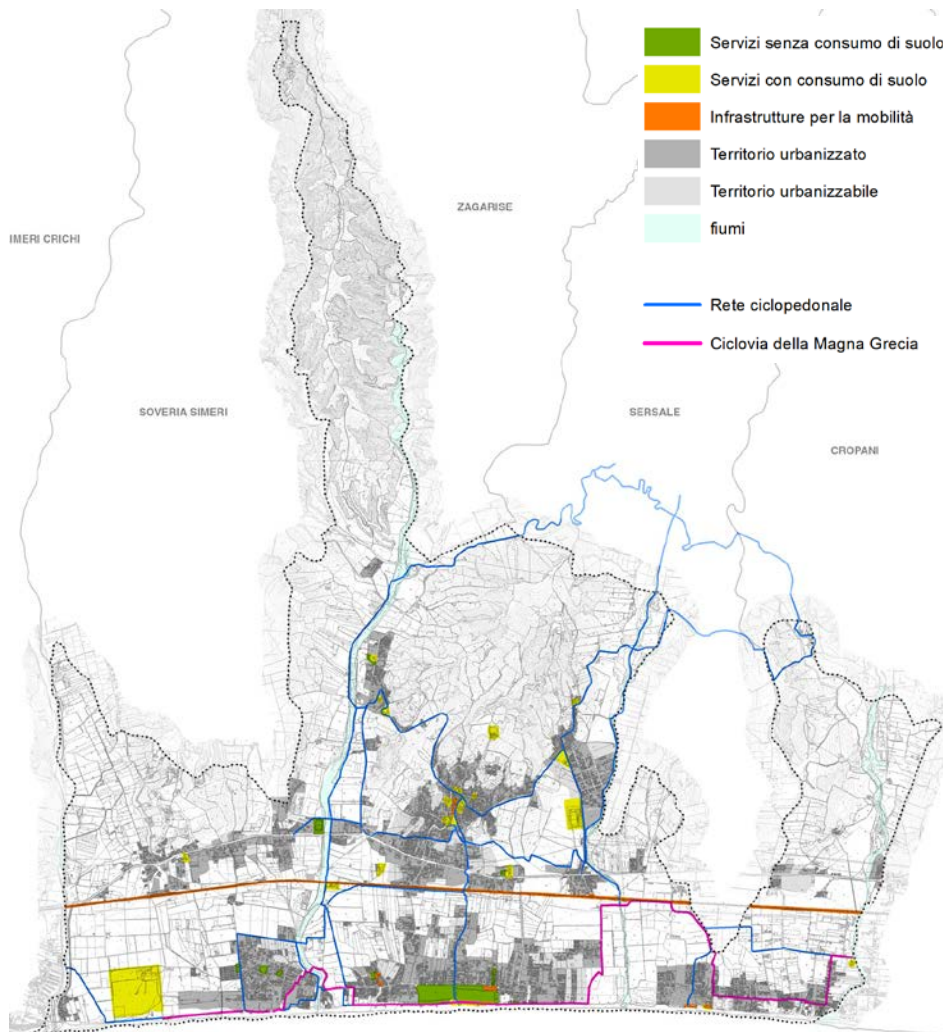 Servizi senza consumo di suolo
Servizi con consumo di suolo
Infrastrutture per la mobilità
Territorio urbanizzato
Territorio urbanizzabile
fiumi
Rete ciclopedonale
Ciclovia della Magna Grecia
ZAGARISE
IMERI CRICHI
SOVERIA SIMERI
SERSALE
CROPANI